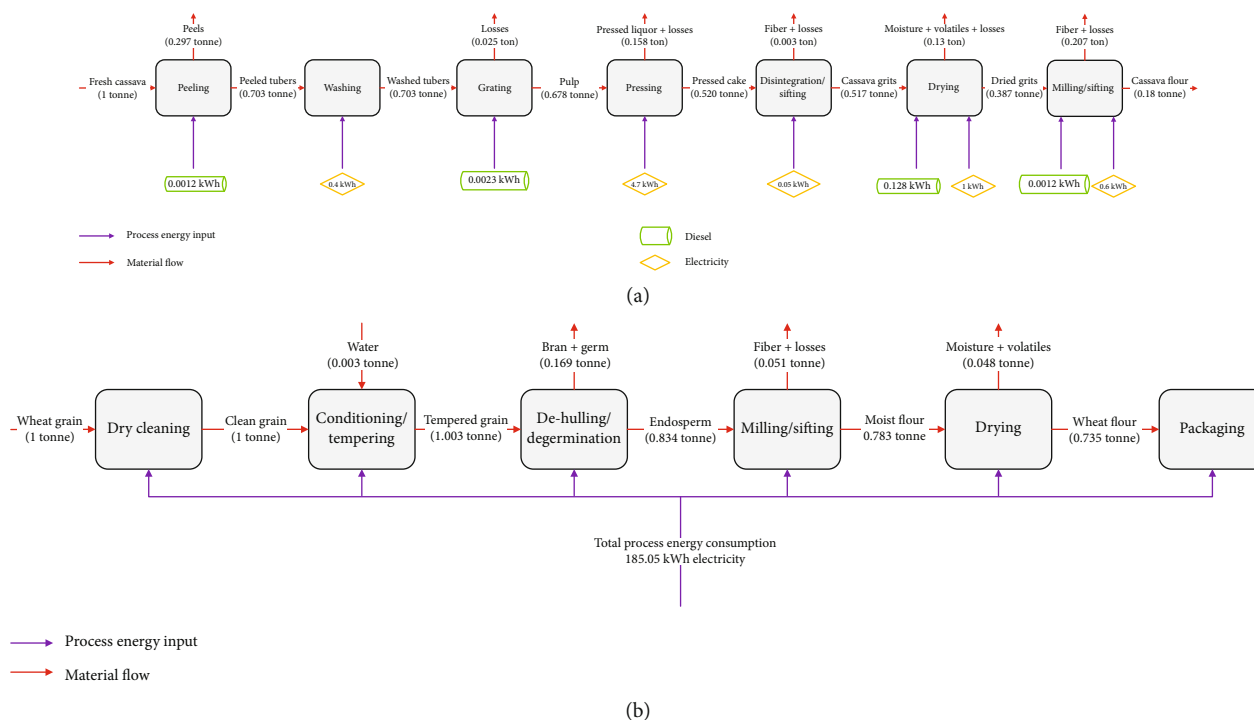 Peels
(0.297 tonne)
Losses
(0.025 ton)
Pressed liquor + losses
(0.158 ton)
Fiber + losses
(0.003 ton)
Moisture + volatiles + losses
(0.13 ton)
Fiber + losses
(0.207 ton)
Fresh cassava
(1 tonne)
Peeling
Peeled tubers
(0.703 tonne)
Washing
Washed tubers
(0.703 tonne)
Grating
Pulp
(0.678 tonne)
Pressing
Pressed cake
(0.520 tonne)
Disintegration/
sifting
Cassava grits
(0.517 tonne)
Drying
Dried grits
(0.387 tonne)
Milling/sifting
Cassava flour
(0.18 tonne)
0.0012 kWh
0.4 kWh
0.0023 kWh
4.7 kWh
0.05 kWh
0.128 kWh
1 kWh
0.0012 kWh
0.6 kWh
Process energy input
Material flow
Diesel
Electricity
(a)
Water
(0.003 tonne)
Bran + germ
(0.169 tonne)
Fiber + losses
(0.051 tonne)
Moisture + volatiles
(0.048 tonne)
Wheat grain
(1 tonne)
Dry cleaning
Clean grain
(1 tonne)
Conditioning/
tempering
Tempered grain
(1.003 tonne)
De-hulling/
degermination
Endosperm
(0.834 tonne)
Milling/sifting
Moist flour
0.783 tonne
Drying
Wheat flour
(0.735 tonne)
Packaging
Total process energy consumption
185.05 kWh electricity
Process energy input
Material flow
(b)